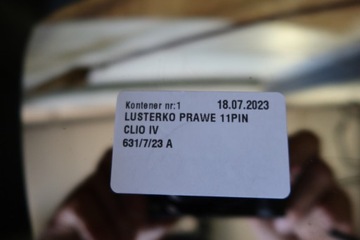 Kontener nr:1 18.07.2023
LUSTERKO PRAWE 11PIN
CLIO IV
631/7/23 A